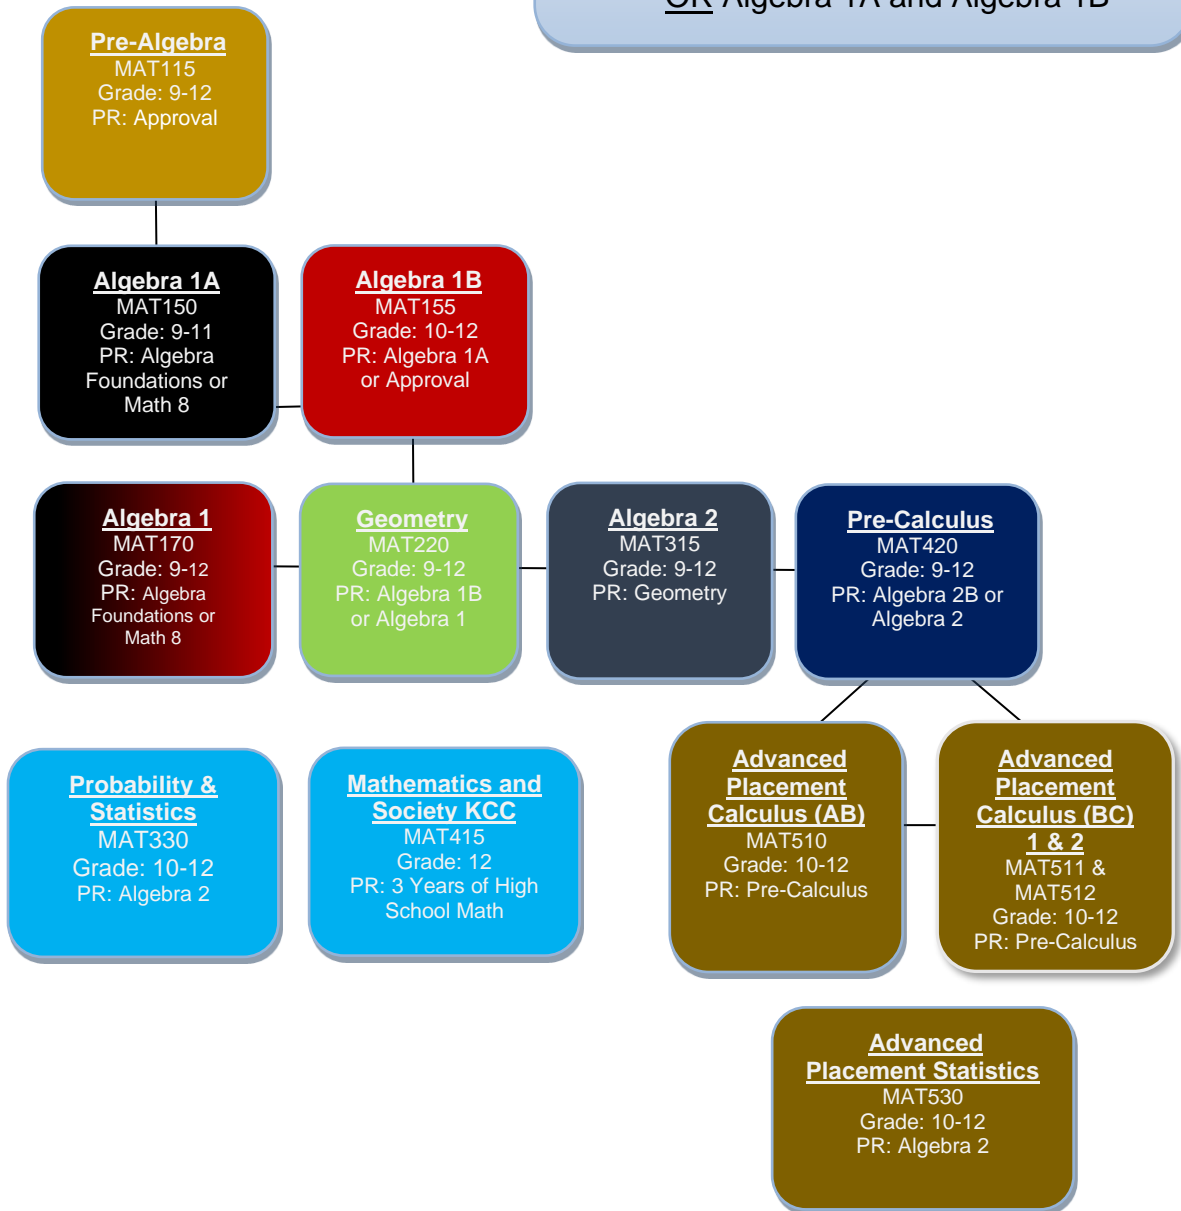 OR Algebra 1A and Algebra 1B
Pre-Algebra
MAT115
Grade: 9-12
PR: Approval
Algebra 1A
MAT150
Grade: 9-11
PR: Algebra
Foundations or
Math 8
Algebra 1B
MAT155
Grade: 10-12
PR: Algebra 1A
or Approval
Algebra 1
MAT170
Grade: 9-12
PR: Algebra
Foundations or
Math 8
Geometry
MAT220
Grade: 9-12
PR: Algebra 1B
or Algebra 1
Algebra 2
MAT315
Grade: 9-12
PR: Geometry
Pre-Calculus
MAT420
Grade: 9-12
PR: Algebra 2B or
Algebra 2
Probability &
Statistics
MAT330
Grade: 10-12
PR: Algebra 2
Mathematics and
Society KCC
MAT415
Grade: 12
PR: 3 Years of High
School Math
Advanced
Placement
Calculus (AB)
MAT510
Grade: 10-12
PR: Pre-Calculus
Advanced
Placement
Calculus (BC)
1 & 2
MAT511 &
MAT512
Grade: 10-12
PR: Pre-Calculus
Advanced
Placement Statistics
MAT530
Grade: 10-12
PR: Algebra 2